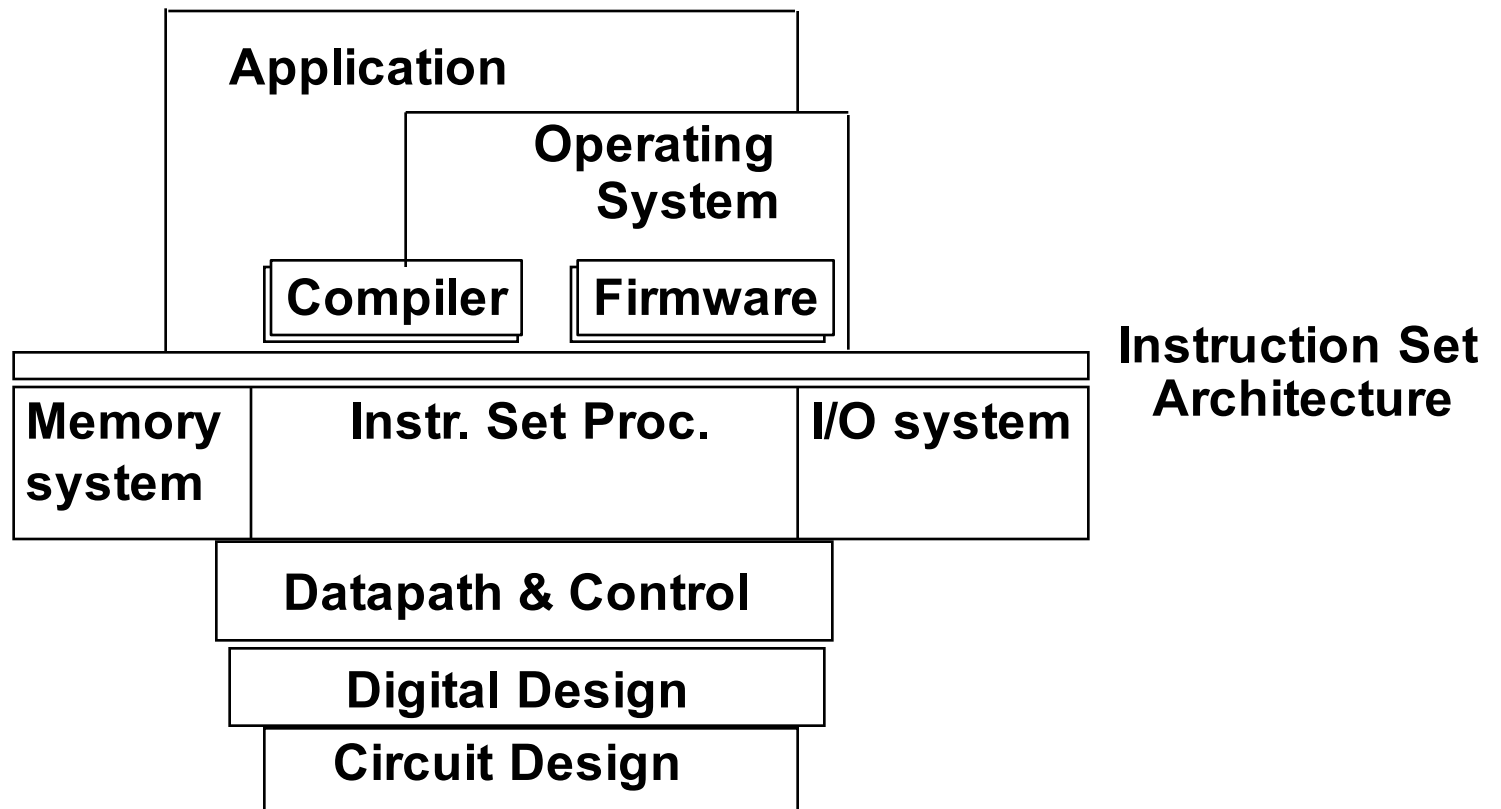 Application
Operating
System
Compiler
Firmware
Instruction Set
Architecture
Memory
system
Instr. Set Proc.
I/O system
Datapath & Control
Digital Design
Circuit Design